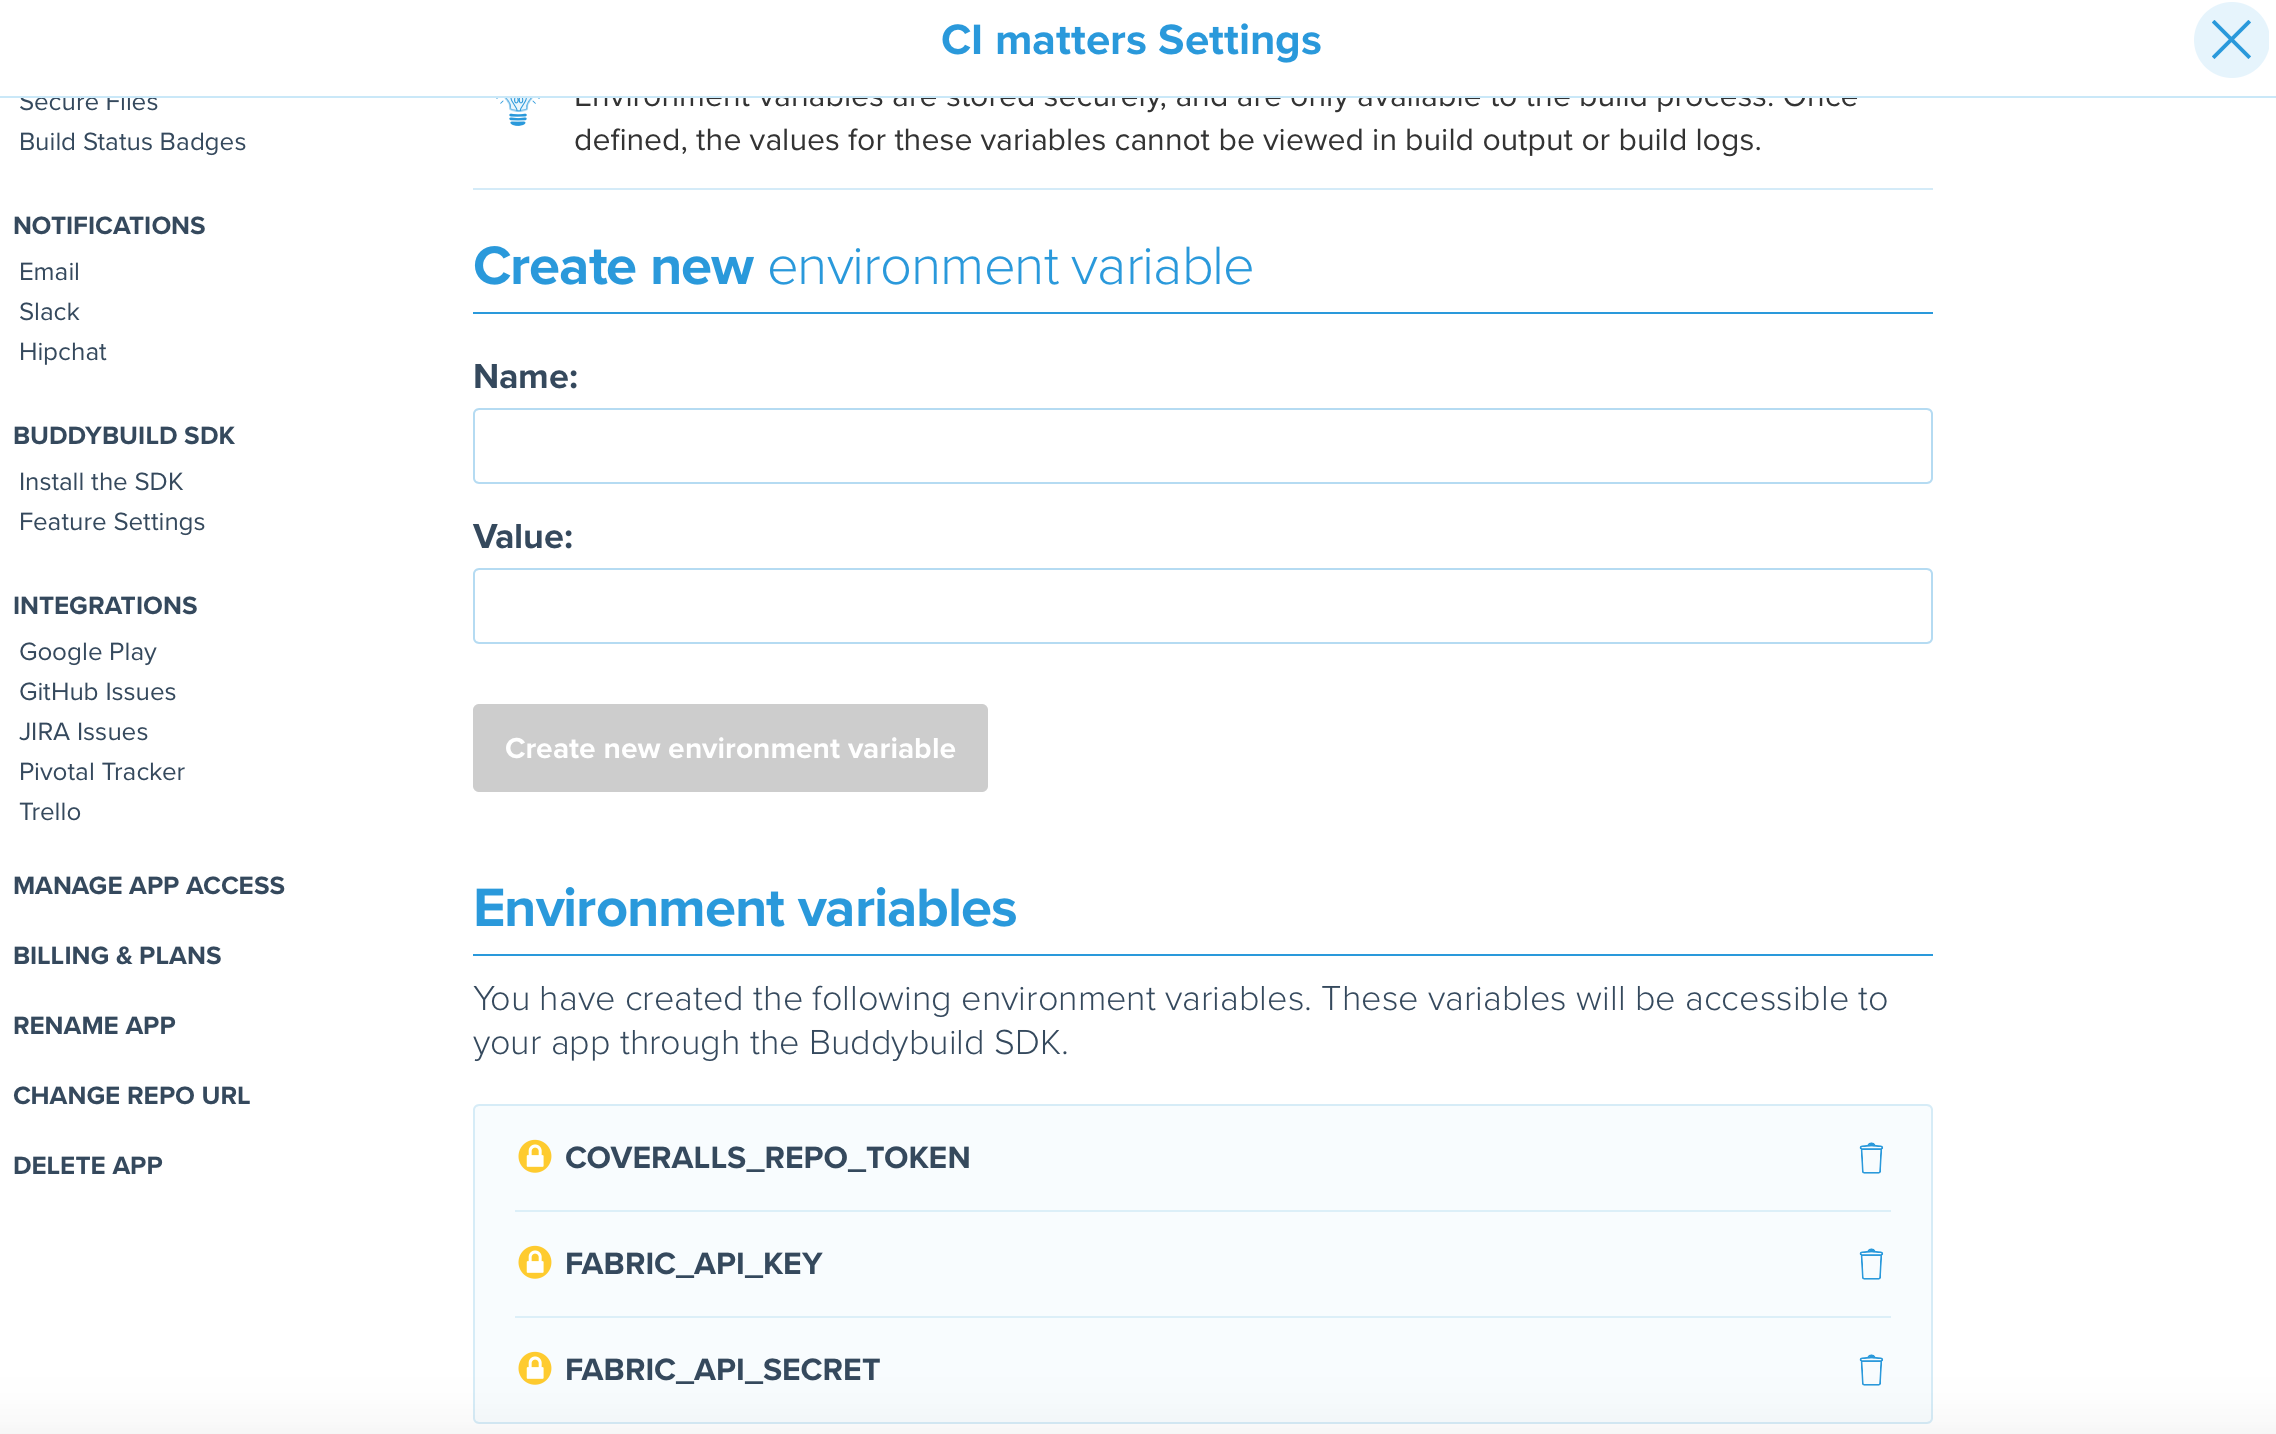 CI matters Settings
Secure Files
Build Status Badges
NOTIFICATIONS
Email
Slack
Hipchat
BUDDYBUILD SDK
Install the SDK
Feature Settings
INTEGRATIONS
Google Play
GitHub Issues
JIRA Issues
Pivotal Tracker
Trello
MANAGE APP ACCESS
BILLING & PLANS
RENAME APP
CHANGE REPO URL
DELETE APP
Environment variables are stored securely, and are only available to the build process. Once
defined, the values for these variables cannot be viewed in build output or build logs.
Create new environment variable
Name:
Value:
Create new environment variable
Environment variables
You have created the following environment variables. These variables will be accessible to
your app through the Buddybuild SDK.
COVERALLS_REPO_TOKEN
FABRIC_API_KEY
FABRIC_API_SECRET